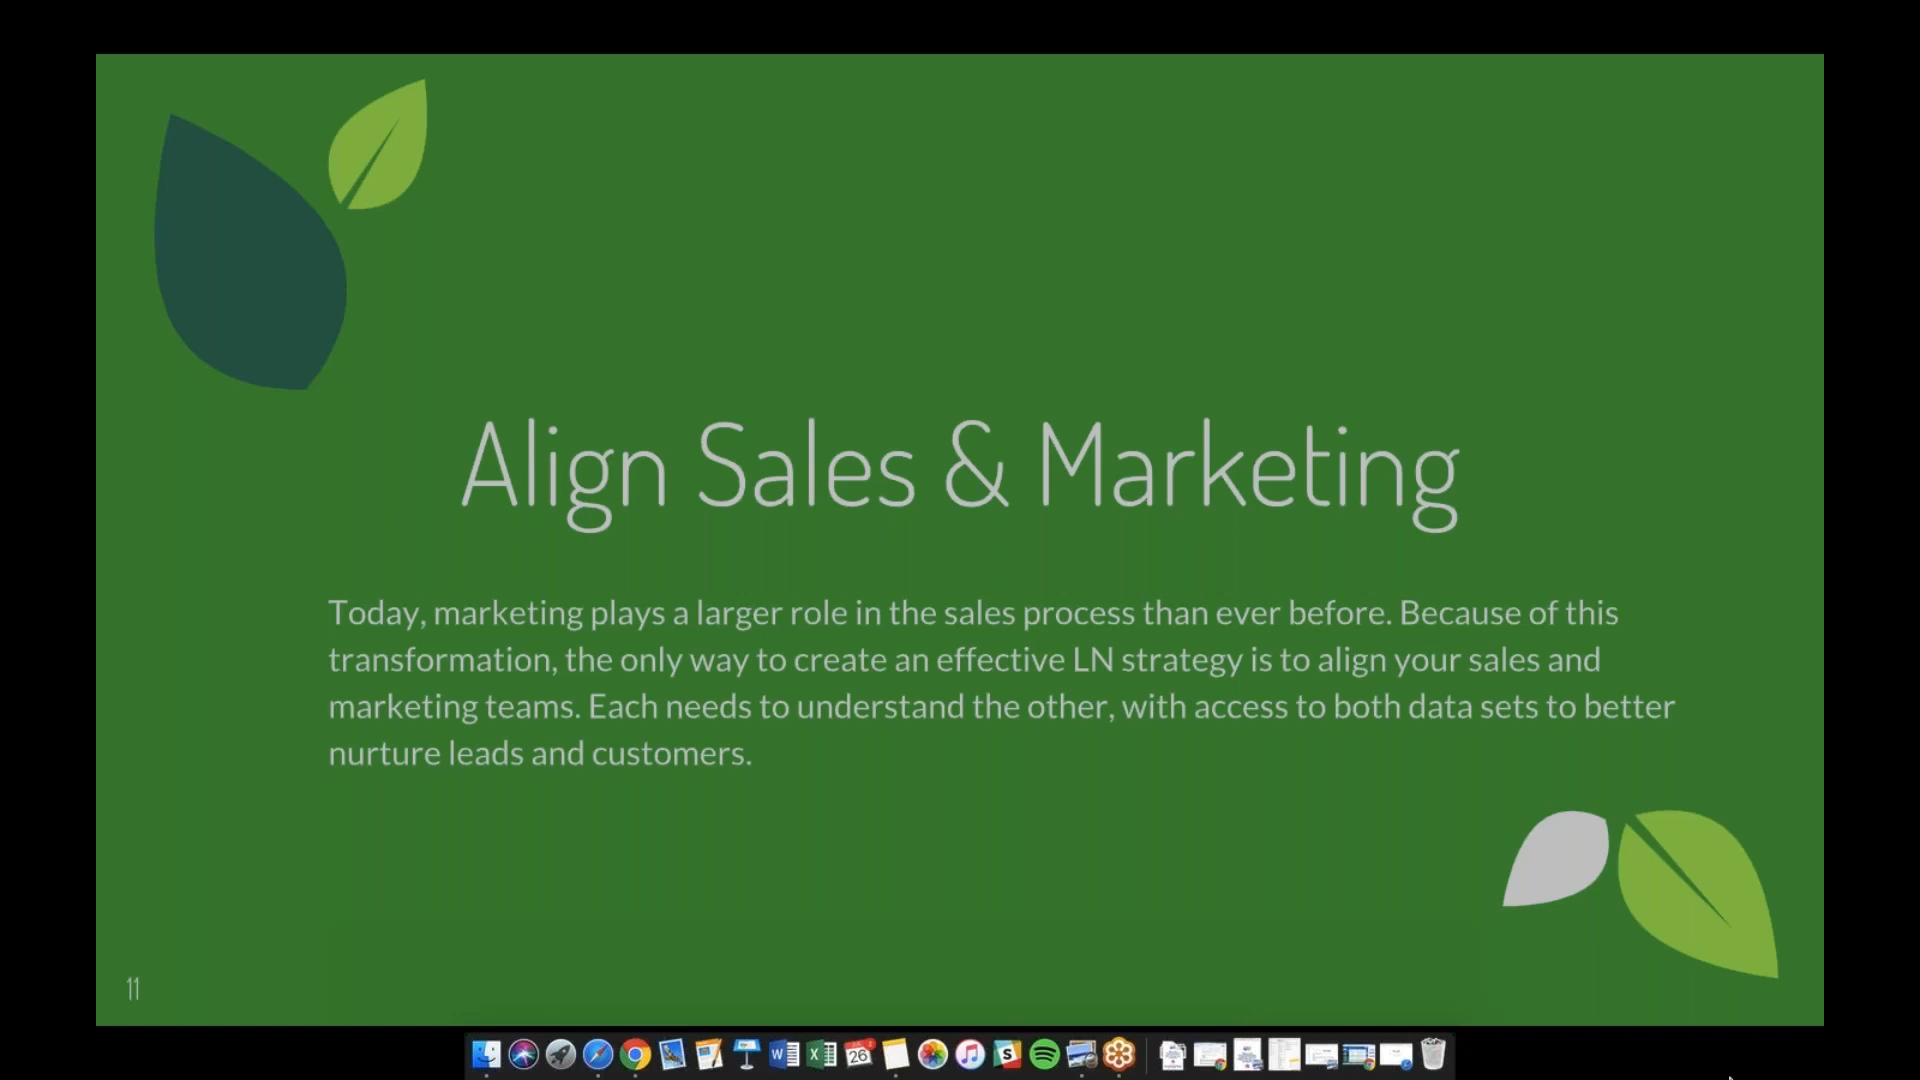 Align Sales & Marketing
Today, marketing plays a larger role in the sales process than ever before. Because of this
transformation, the only way to create an effective LN strategy is to align your sales and
marketing teams. Each needs to understand the other, with access to both data sets to better
nurture leads and customers.
11
W X 26 S